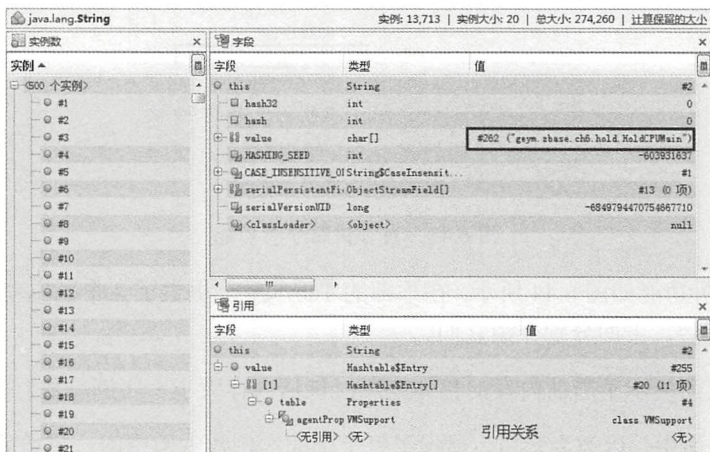 java.lang.String 实例: 13,713 | 实例大小: 20 | 总大小: 274,260 | 计算保留的大小
实例数 ×
实例
<500 个实例>
#1
#2
#3
#4
#5
#6
#7
#8
#9
#10
#11
#12
#13
#14
#15
#16
#17
#18
#19
#20
#21
字段 ×
字段 类型 值
this String #2
hash32 int 0
hash int 0
value char[] #262 ("geym.zbase.ch6.hold.HoldCPUMain")
HASHING_SEED int -603931637
CASE_INSENSITIVE_OI String$CaseInsensit... #1
serialPersistentFi ObjectStreamField[] #13 (0 项)
serialVersionUID long -6849794470754667710
<classLoader> <object> null
引用 ×
字段 类型 值
this String #2
value Hashtable$Entry #255
[1] Hashtable$Entry[] #20 (11 项)
table Properties #4
agentProp VMSupport class VMSupport
<无引用> <无> 引用关系 <无>